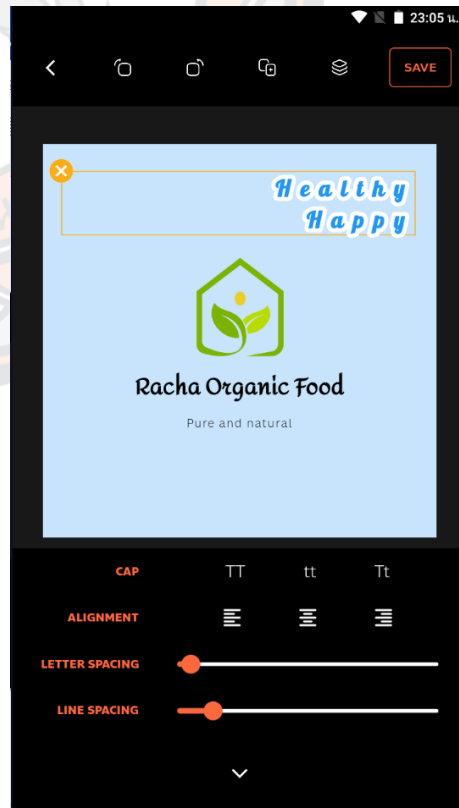 23:05 น.
SAVE
Healthy
Happy
Racha Organic Food
Pure and natural
CAP TT tt Tt
ALIGNMENT
LETTER SPACING
LINE SPACING